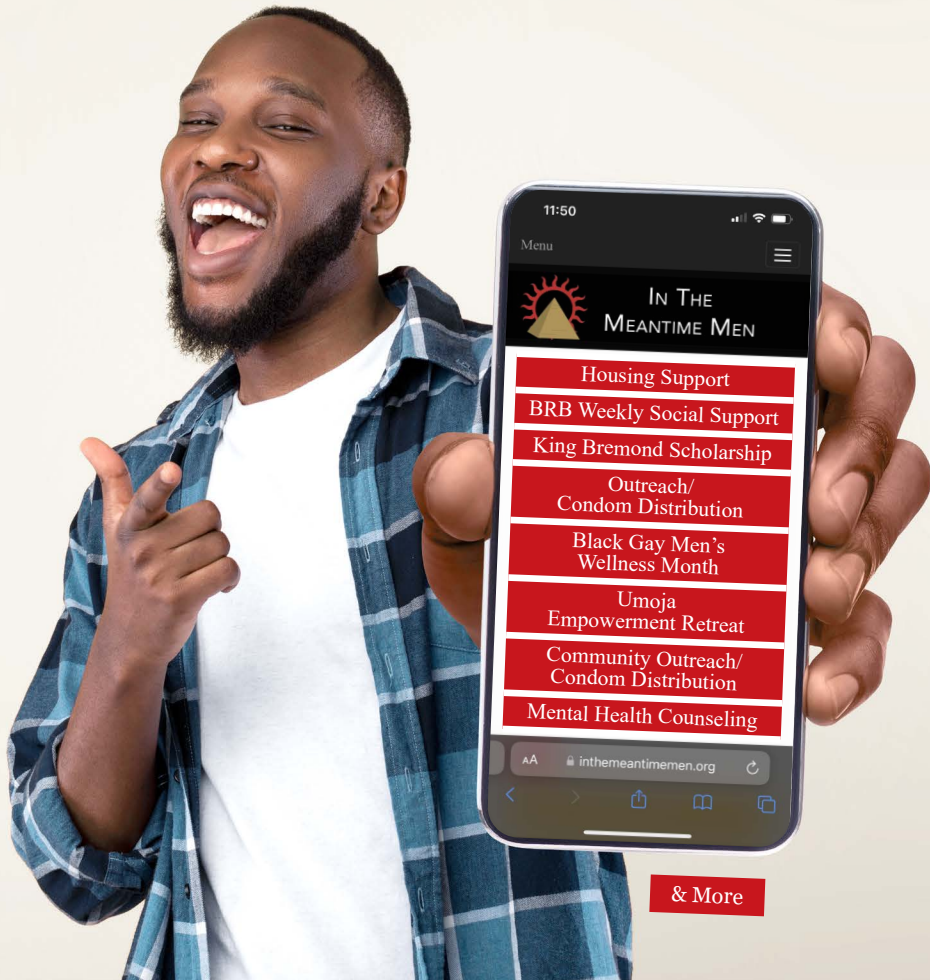 11:50
Menu
In The
Meantime Men
Housing Support
BRB Weekly Social Support
King Bremond Scholarship
Outreach/
Condom Distribution
Black Gay Men's
Wellness Month
Umoja
Empowerment Retreat
Community Outreach/
Condom Distribution
Mental Health Counseling
AA inthemeantimemen.org
& More